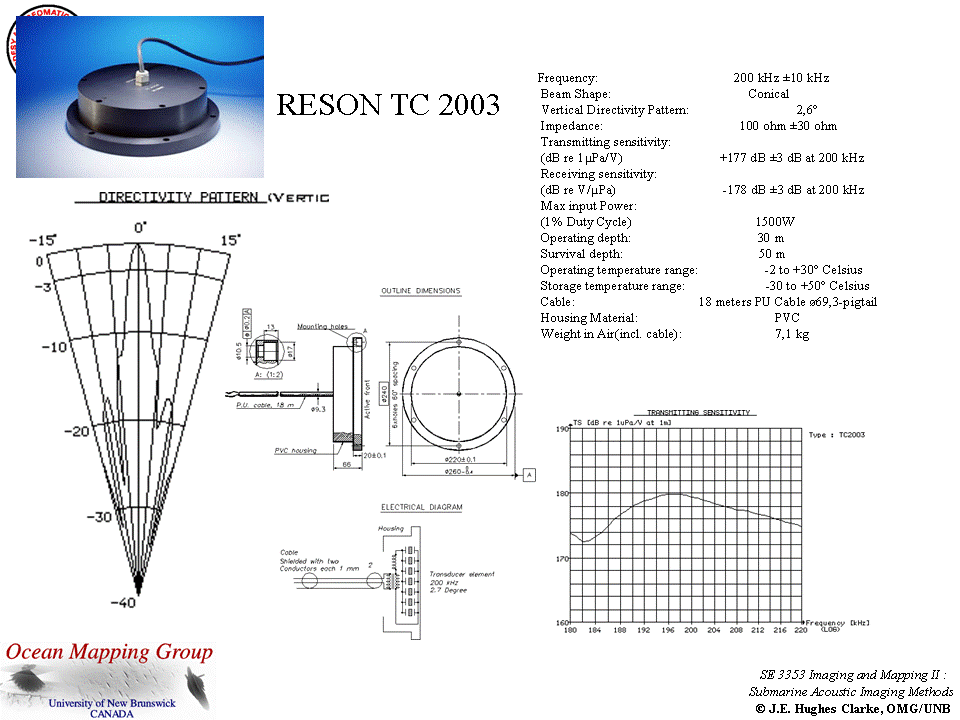 RESON TC 2003
Frequency: 200 kHz ±10 kHz
Beam Shape: Conical
Vertical Directivity Pattern: 2,6°
Impedance: 100 ohm ±30 ohm
Transmitting sensitivity:
(dB re 1μPa/V) +177 dB ±3 dB at 200 kHz
Receiving sensitivity:
(dB re V/μPa) -178 dB ±3 dB at 200 kHz
Max input Power:
(1% Duty Cycle) 1500W
Operating depth: 30 m
Survival depth: 50 m
Operating temperature range: -2 to +30° Celsius
Storage temperature range: -30 to +50° Celsius
Cable: 18 meters PU Cable ø69,3-pigtail
Housing Material: PVC
Weight in Air(incl. cable): 7,1 kg
DIRECTIVITY PATTERN (VERTIC
-15° 0° 15°
0
-3
-10
-20
-30
-40
OUTLINE DIMENSIONS
13
Mounting holes
A
ø10.5
ø17
A: (1:2)
P.U. cable, 18 m
ø9.3
Active front
ø240
6xholes 60° spacing
PVC housing
20±0.1
66
ø220±0.1
ø260
A
ELECTRICAL DIAGRAM
Housing
Cable
Shielded with two
Conductors each 1 mm 2
Transducer element
200 kHz
2.7 Degree
TRANSMITTING SENSITIVITY
TS [dB re 1uPa/V at 1m]
Type : TC2003
190
180
170
160
180 184 188 192 196 200 204 208 212 216 220
Frequency [kHz]
(LOG)
Ocean Mapping Group
University of New Brunswick
CANADA
SE 3353 Imaging and Mapping II :
Submarine Acoustic Imaging Methods
© J.E. Hughes Clarke, OMG/UNB